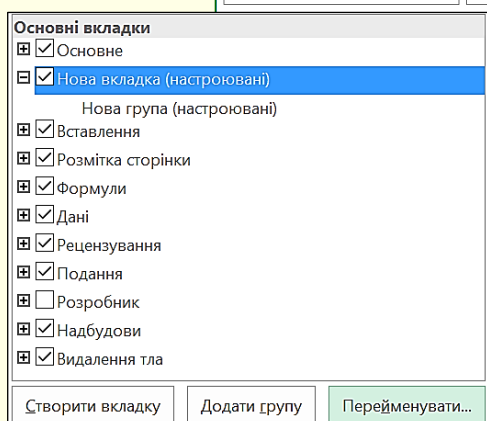 Основні вкладки
Основне
Нова вкладка (настроювані)
Нова група (настроювані)
Вставлення
Розмітка сторінки
Формули
Дані
Рецензування
Подання
Розробник
Надбудови
Видалення тла
Створити вкладку Додати групу Перейменувати...